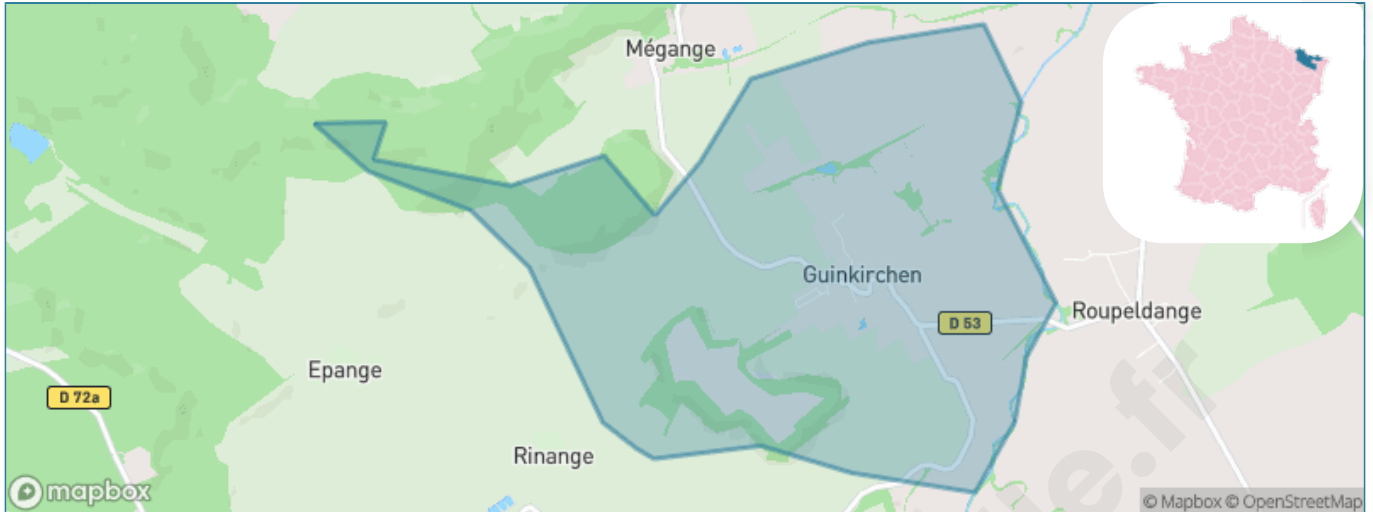 Mégange
Guinkirchen
D 53
Roupeldange
Epange
D 72a
Rinange
mapbox
© Mapbox © OpenStreetMap